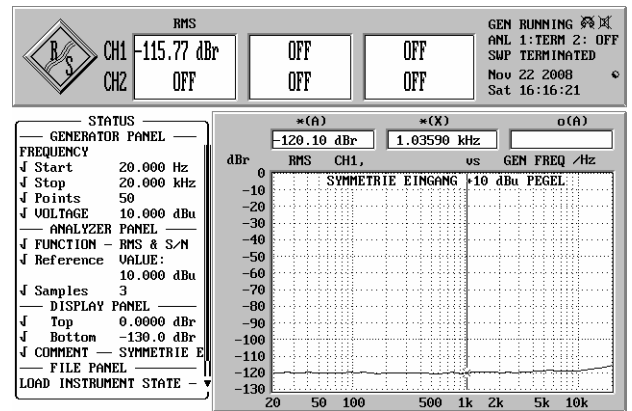 RMS
R&S
CH1 -115.77 dBr OFF OFF
CH2 OFF OFF OFF
GEN RUNNING
ANL 1:TERM 2: OFF
SWP TERMINATED
Nov 22 2008
Sat 16:16:21
STATUS
GENERATOR PANEL
FREQUENCY
Start 20.000 Hz
Stop 20.000 kHz
Points 50
VOLTAGE 10.000 dBu
ANALYZER PANEL
FUNCTION - RMS & S/N
Reference VALUE:
10.000 dBu
Samples 3
DISPLAY PANEL
Top 0.0000 dBr
Bottom -130.0 dBr
COMMENT — SYMMETRIE E
FILE PANEL
LOAD INSTRUMENT STATE -
*(A) *(X) o(A)
-120.10 dBr 1.03590 kHz
dBr RMS CH1, vs GEN FREQ /Hz
SYMMETRIE EINGANG +10 dBu PEGEL
0
-10
-20
-30
-40
-50
-60
-70
-80
-90
-100
-110
-120
-130
20 50 100 500 1k 2k 5k 10k